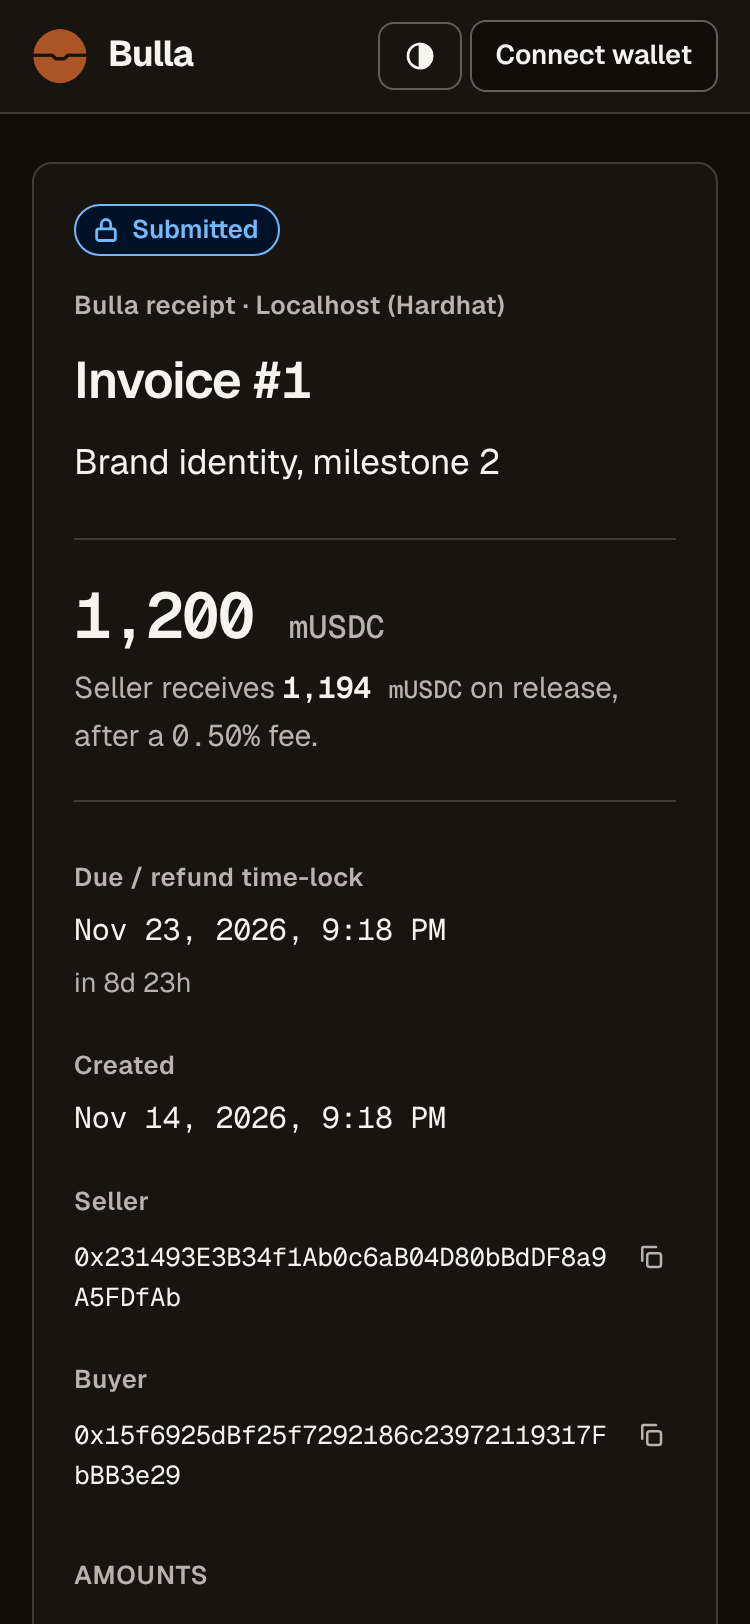 Bulla
Connect wallet
Submitted
Bulla receipt · Localhost (Hardhat)
Invoice #1
Brand identity, milestone 2
1,200 mUSDC
Seller receives 1,194 mUSDC on release,
after a 0.50% fee.
Due / refund time-lock
Nov 23, 2026, 9:18 PM
in 8d 23h
Created
Nov 14, 2026, 9:18 PM
Seller
0x231493E3B34f1Ab0c6aB04D80bBdDF8a9
A5FDfAb
Buyer
0x15f6925dBf25f7292186c23972119317F
bBB3e29
AMOUNTS